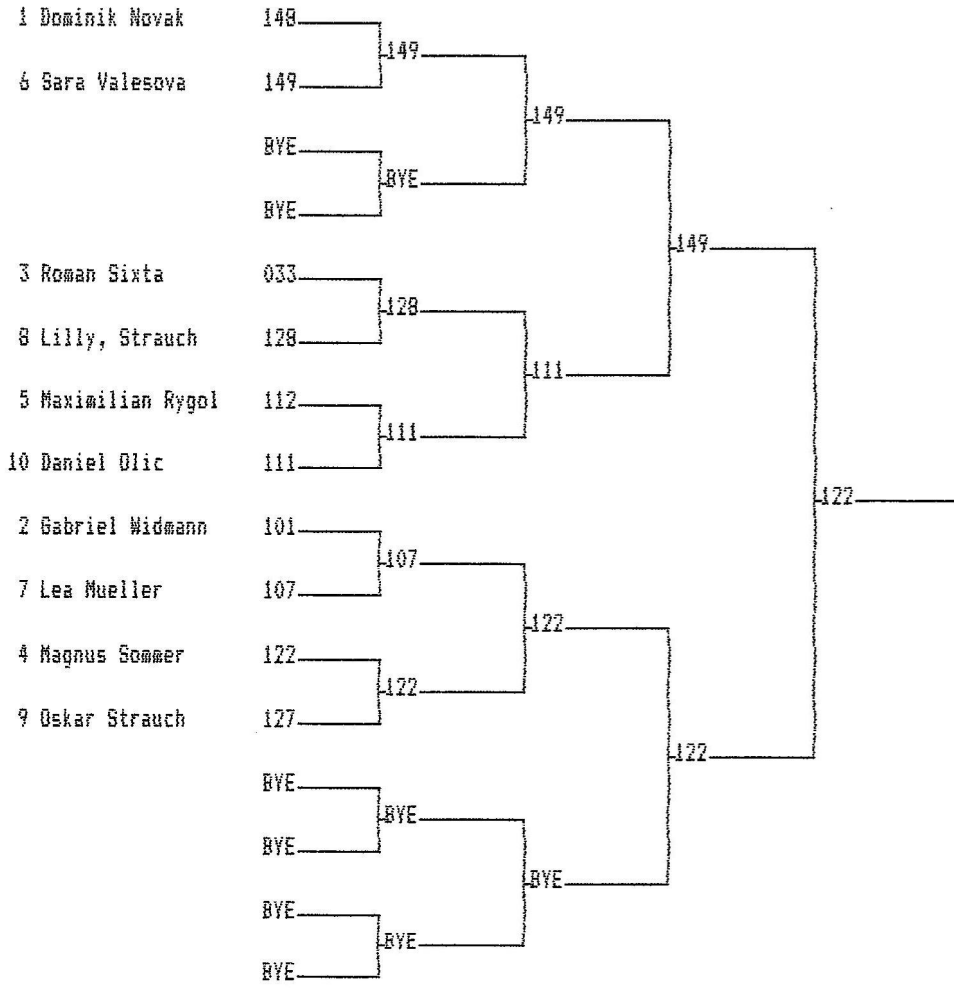 1 Dominik Novak 148
149
6 Sara Valesova 149
149
BYE
BYE
BYE
149
3 Roman Sixta 033
128
8 Lilly, Strauch 128
111
5 Maximilian Rygol 112
111
10 Daniel Olic 111
122
2 Gabriel Widmann 101
107
7 Lea Mueller 107
122
4 Magnus Sommer 122
122
9 Oskar Strauch 127
122
BYE
BYE
BYE
BYE
BYE
BYE
BYE